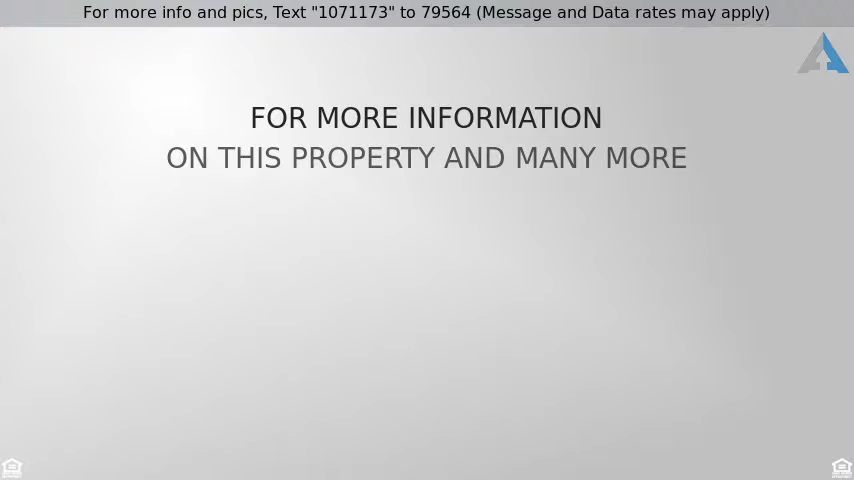 For more info and pics, Text "1071173" to 79564 (Message and Data rates may apply)
FOR MORE INFORMATION
ON THIS PROPERTY AND MANY MORE